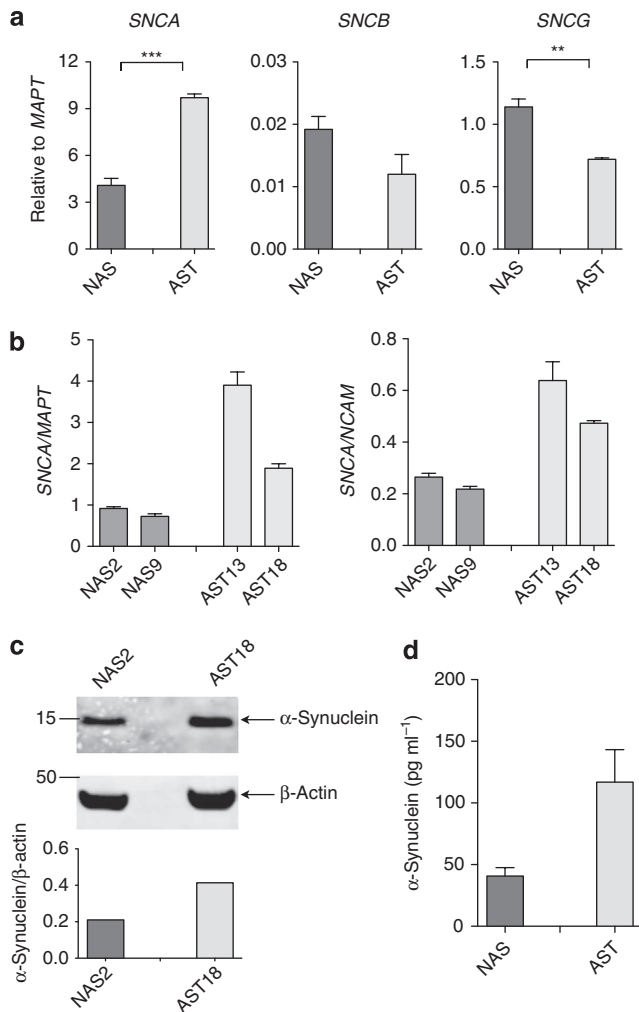 a
SNCA
SNCB
SNCG
Relative to MAPT
12
9
6
3
0
***
NAS
AST
0.03
0.02
0.01
0.00
NAS
AST
1.5
1.0
0.5
0.0
**
NAS
AST
b
SNCA/MAPT
5
4
3
2
1
0
NAS2
NAS9
AST13
AST18
SNCA/NCAM
0.8
0.6
0.4
0.2
0.0
NAS2
NAS9
AST13
AST18
c
NAS2
AST18
15
α-Synuclein
50
β-Actin
α-Synuclein/β-actin
0.6
0.4
0.2
0.0
NAS2
AST18
d
α-Synuclein (pg ml⁻¹)
200
150
100
50
0
NAS
AST